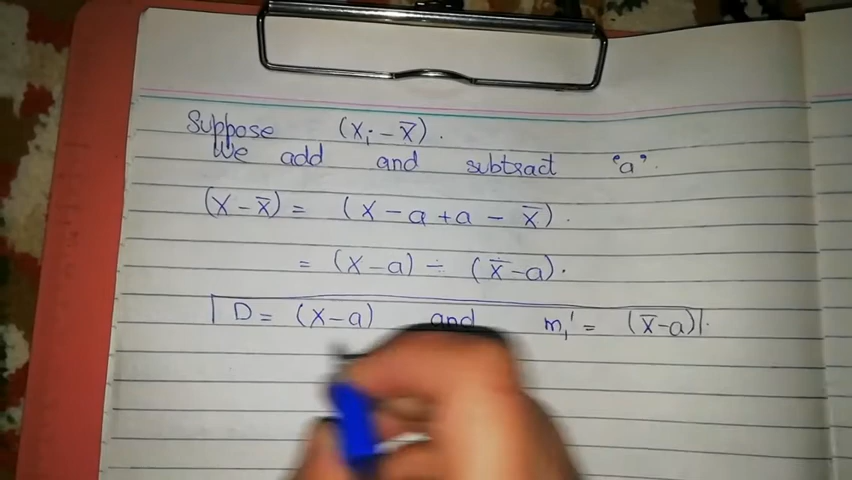 Suppose (Xᵢ - x̄).
We add and subtract "a".
(X - x̄) = (X - a + a - x̄).
= (X - a) ÷ (x̄ - a).
D = (X - a) and m₁' = (x̄ - a).